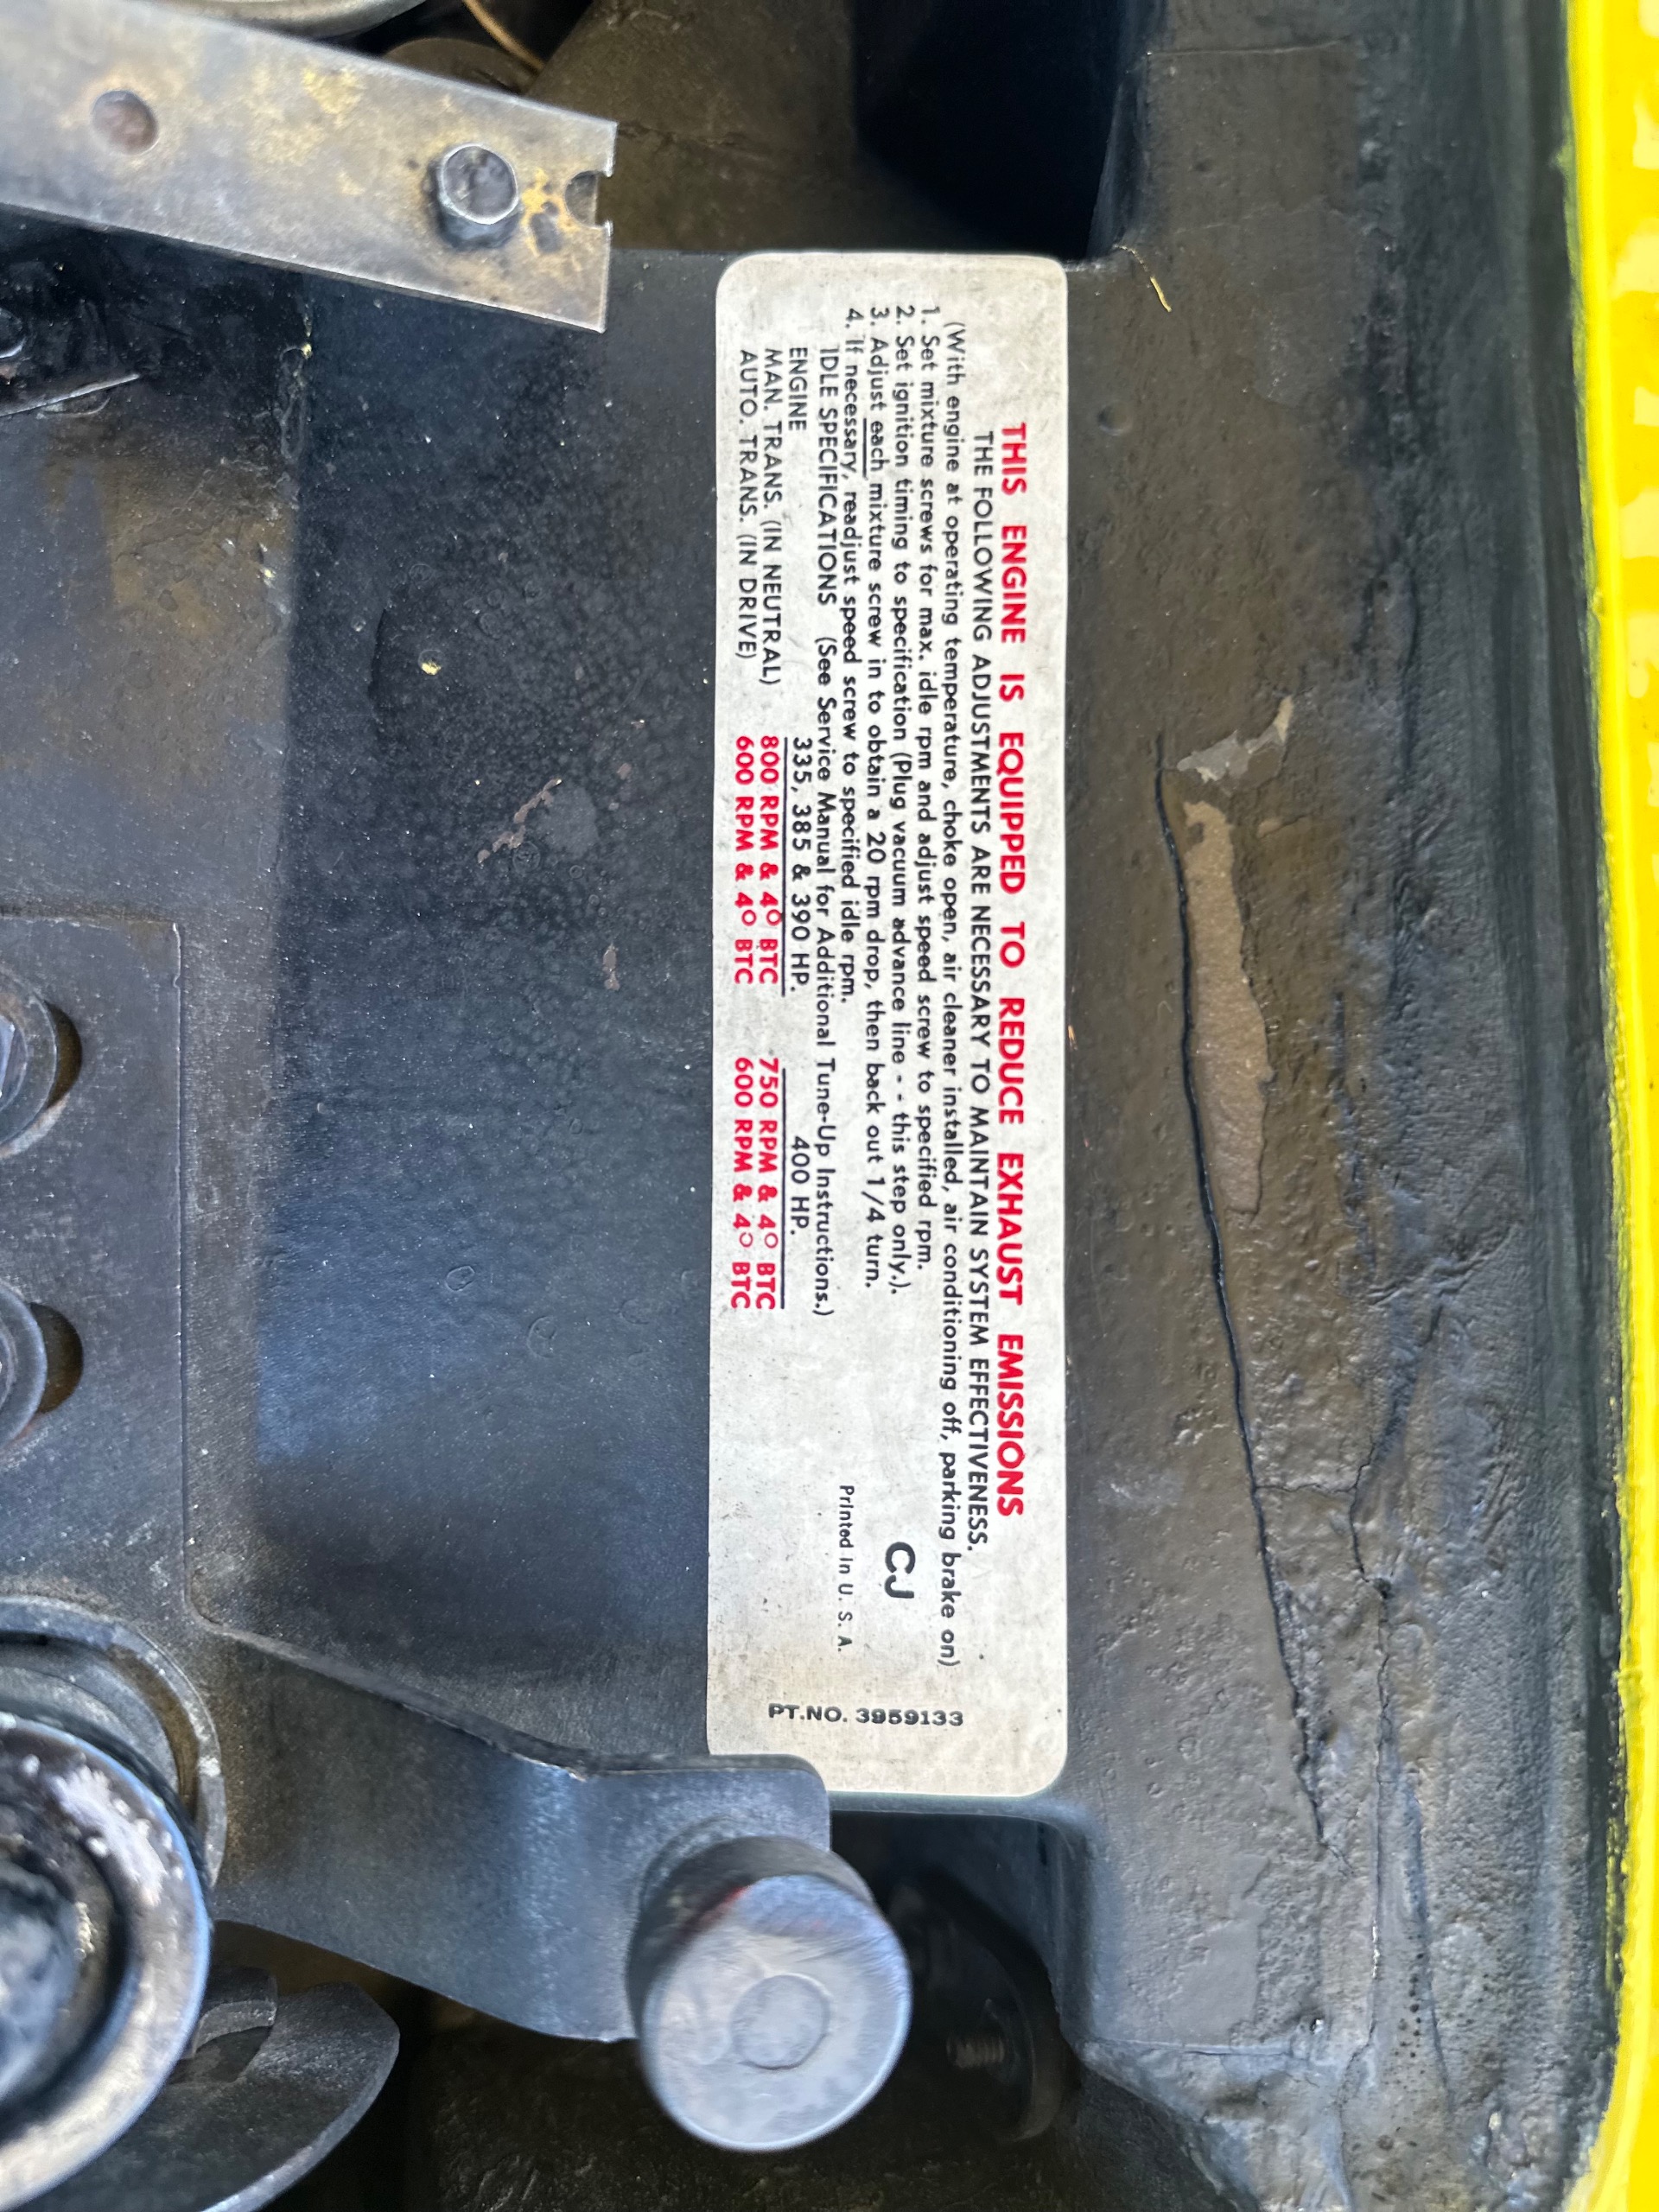 THIS ENGINE IS EQUIPPED TO REDUCE EXHAUST EMISSIONS
THE FOLLOWING ADJUSTMENTS ARE NECESSARY TO MAINTAIN SYSTEM EFFECTIVENESS.
(With engine at operating temperature, choke open, air cleaner installed, air conditioning off, parking brake on)
1. Set mixture screws for max. idle rpm and adjust speed screw to specified rpm.
2. Set ignition timing to specification (Plug vacuum advance line - - this step only.).
3. Adjust each mixture screw in to obtain a 20 rpm drop, then back out 1/4 turn.
4. If necessary, readjust speed screw to specified idle rpm.
IDLE SPECIFICATIONS (See Service Manual for Additional Tune-Up Instructions.)
ENGINE 335, 385 & 390 HP. 400 HP.
MAN. TRANS. (IN NEUTRAL) 800 RPM & 4° BTC 750 RPM & 4° BTC
AUTO. TRANS. (IN DRIVE) 600 RPM & 4° BTC 600 RPM & 4° BTC
CJ
Printed in U. S. A.
PT.NO. 3959133